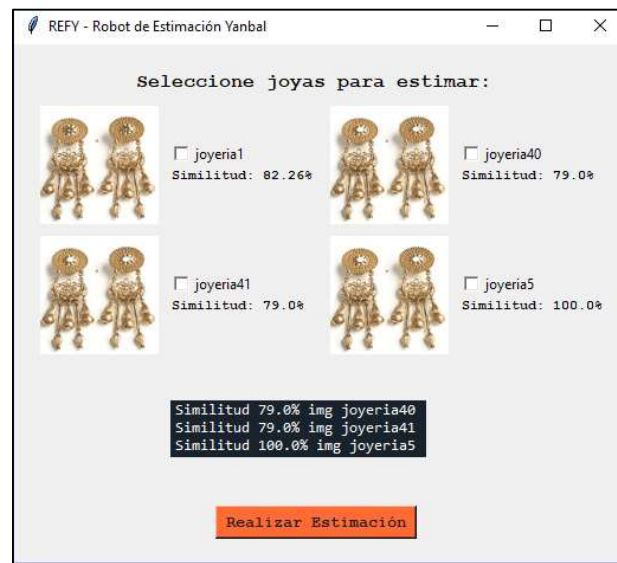 REFY - Robot de Estimación Yanbal
Seleccione joyas para estimar:
joyeria1
Similitud: 82.26%
joyeria40
Similitud: 79.0%
joyeria41
Similitud: 79.0%
joyeria5
Similitud: 100.0%
Similitud 79.0% img joyeria40
Similitud 79.0% img joyeria41
Similitud 100.0% img joyeria5
Realizar Estimación